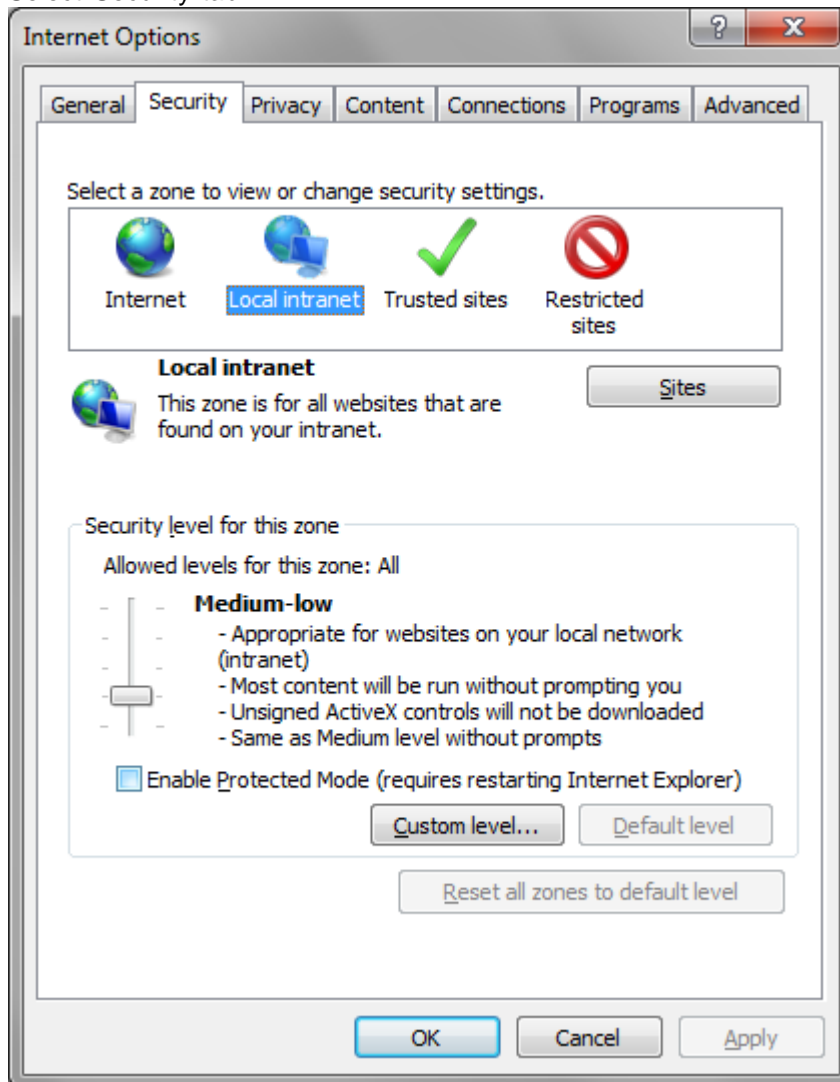 Select Security tab
Internet Options
General Security Privacy Content Connections Programs Advanced
Select a zone to view or change security settings.
Internet Local intranet Trusted sites Restricted
sites
Local intranet
Sites
This zone is for all websites that are
found on your intranet.
Security level for this zone
Allowed levels for this zone: All
Medium-low
- Appropriate for websites on your local network
(intranet)
- Most content will be run without prompting you
- Unsigned ActiveX controls will not be downloaded
- Same as Medium level without prompts
Enable Protected Mode (requires restarting Internet Explorer)
Custom level... Default level
Reset all zones to default level
OK Cancel Apply